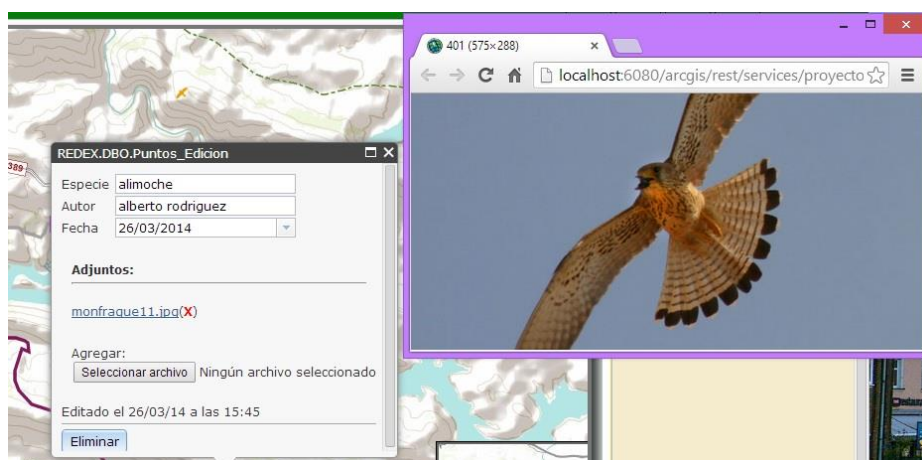 401 (575×288)
localhost:6080/arcgis/rest/services/proyecto
389
REDEX.DBO.Puntos_Edicion
Especie alimoche
Autor alberto rodriguez
Fecha 26/03/2014
Adjuntos:
monfrague11.jpg(X)
Agregar:
Seleccionar archivo Ningún archivo seleccionado
Editado el 26/03/14 a las 15:45
Eliminar